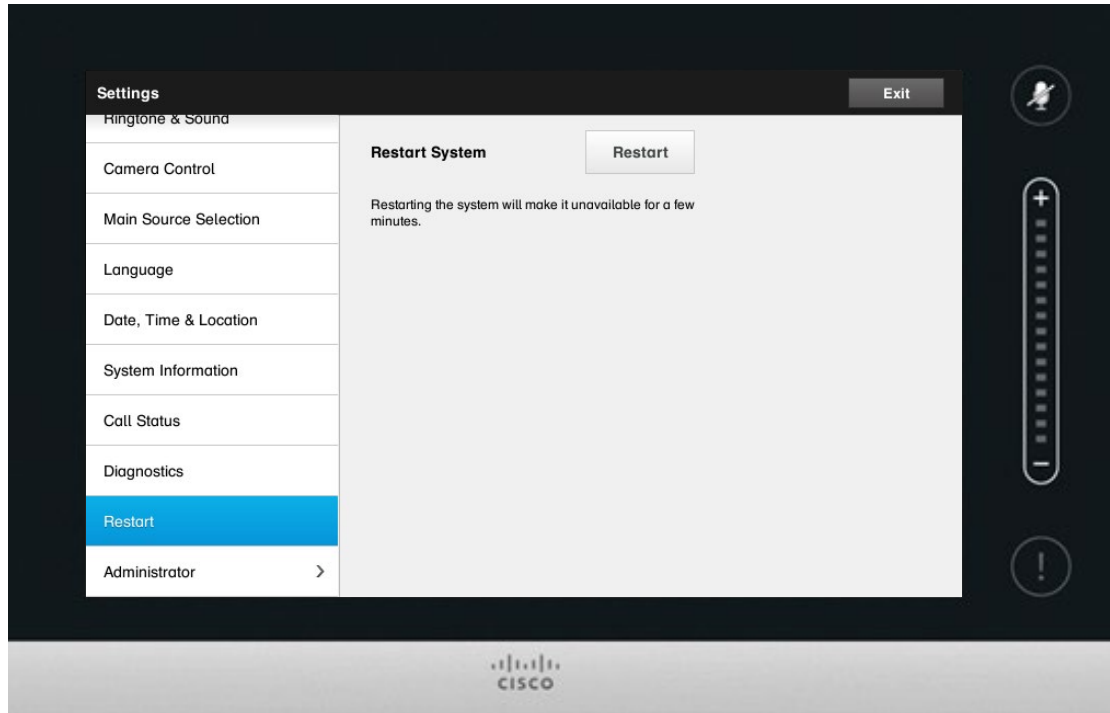 Settings
Exit
Ringtone & Sound
Camera Control
Main Source Selection
Language
Date, Time & Location
System Information
Call Status
Diagnostics
Restart
Administrator
Restart System
Restart
Restarting the system will make it unavailable for a few
minutes.
+
−
!
CISCO